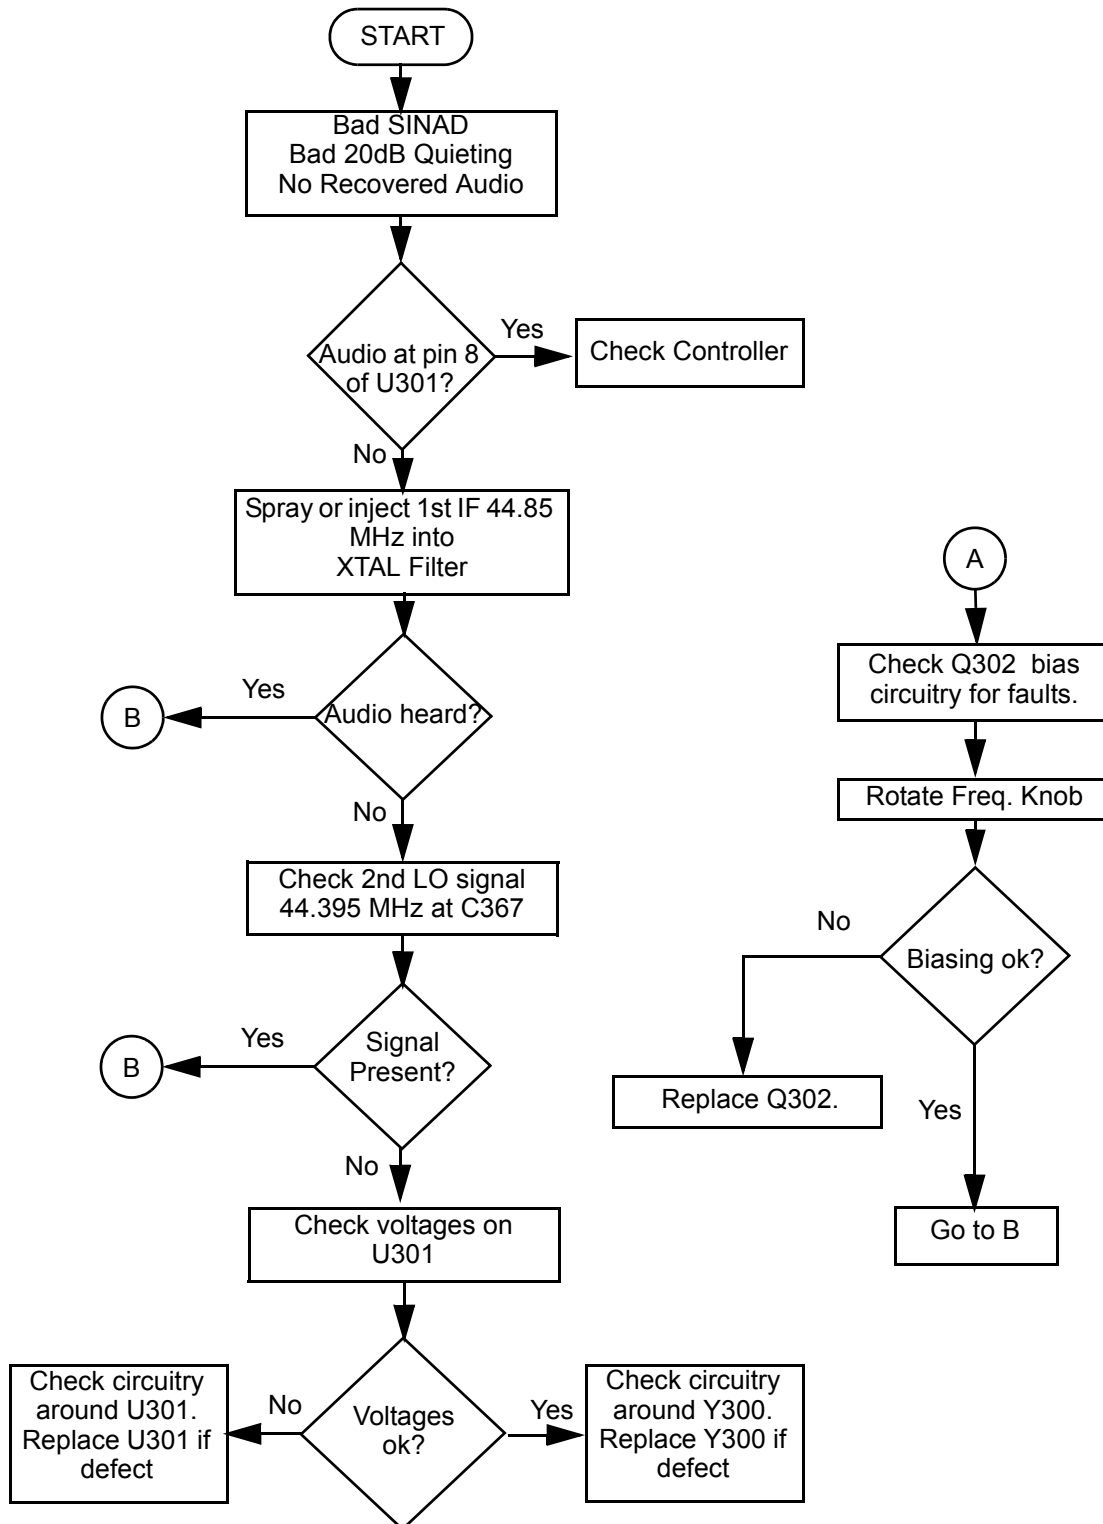 START
Bad SINAD
Bad 20dB Quieting
No Recovered Audio
Audio at pin 8
of U301?
Yes
Check Controller
No
Spray or inject 1st IF 44.85
MHz into
XTAL Filter
Audio heard?
Yes
B
No
Check 2nd LO signal
44.395 MHz at C367
Signal
Present?
Yes
B
No
Check voltages on
U301
Voltages
ok?
No
Check circuitry
around U301.
Replace U301 if
defect
Yes
Check circuitry
around Y300.
Replace Y300 if
defect
A
Check Q302 bias
circuitry for faults.
Rotate Freq. Knob
Biasing ok?
No
Replace Q302.
Yes
Go to B